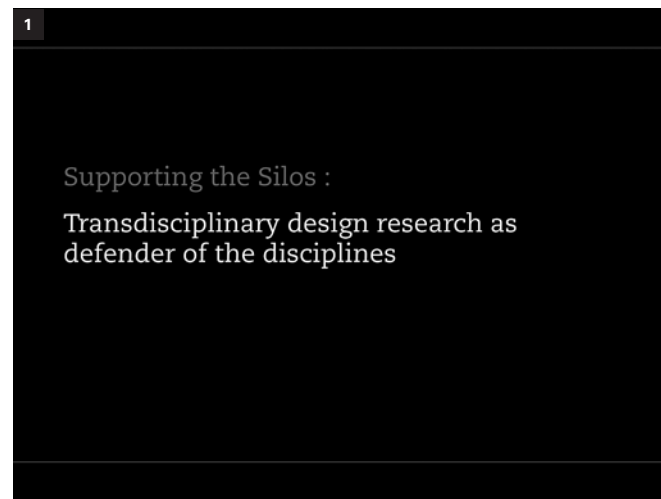 1
Supporting the Silos :
Transdisciplinary design research as
defender of the disciplines